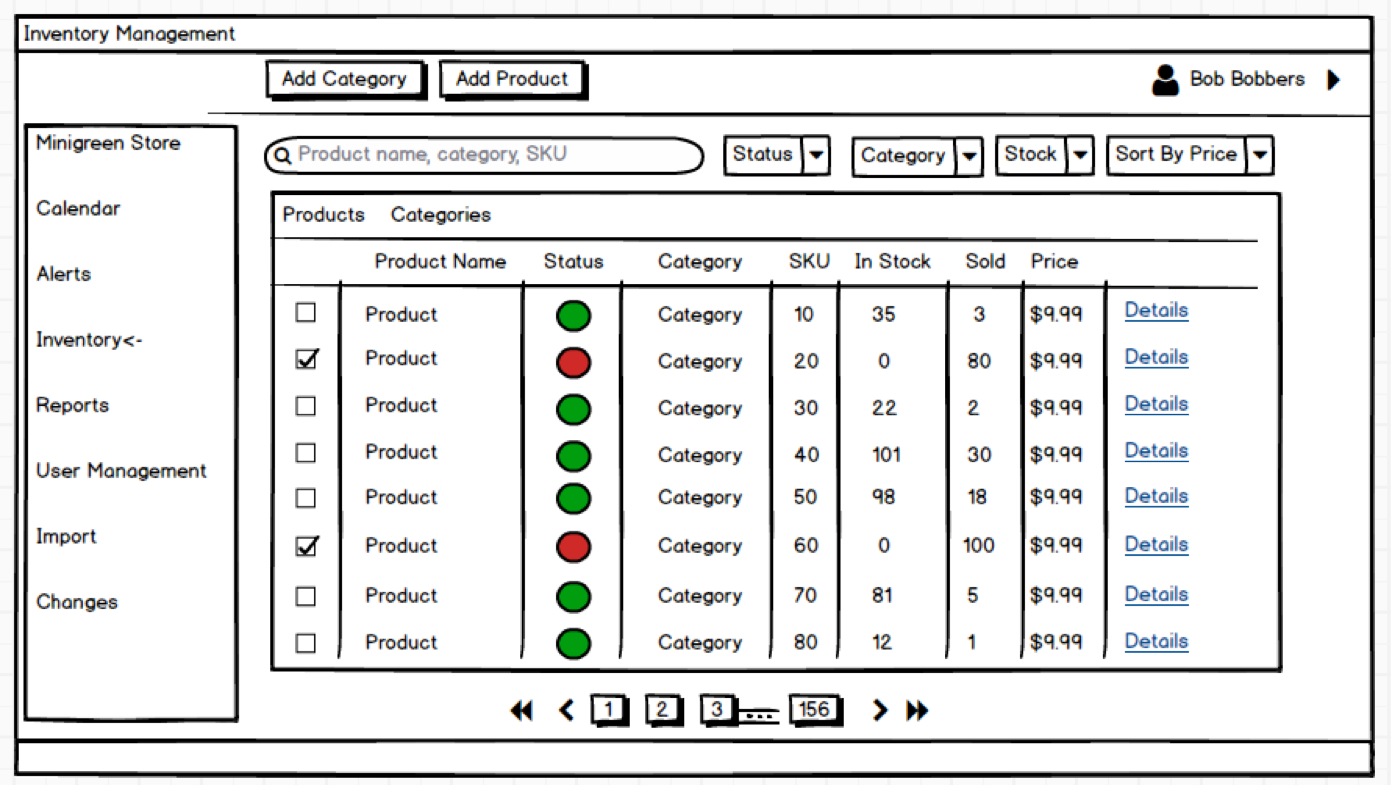 Inventory Management
Add Category Add Product Bob Bobbers
Minigreen Store
Calendar
Alerts
Inventory<-
Reports
User Management
Import
Changes
Product name, category, SKU Status Category Stock Sort By Price
Products Categories
Product Name Status Category SKU In Stock Sold Price
Product Category 10 35 3 $9.99 Details
Product Category 20 0 80 $9.99 Details
Product Category 30 22 2 $9.99 Details
Product Category 40 101 30 $9.99 Details
Product Category 50 98 18 $9.99 Details
Product Category 60 0 100 $9.99 Details
Product Category 70 81 5 $9.99 Details
Product Category 80 12 1 $9.99 Details
1 2 3 ... 156